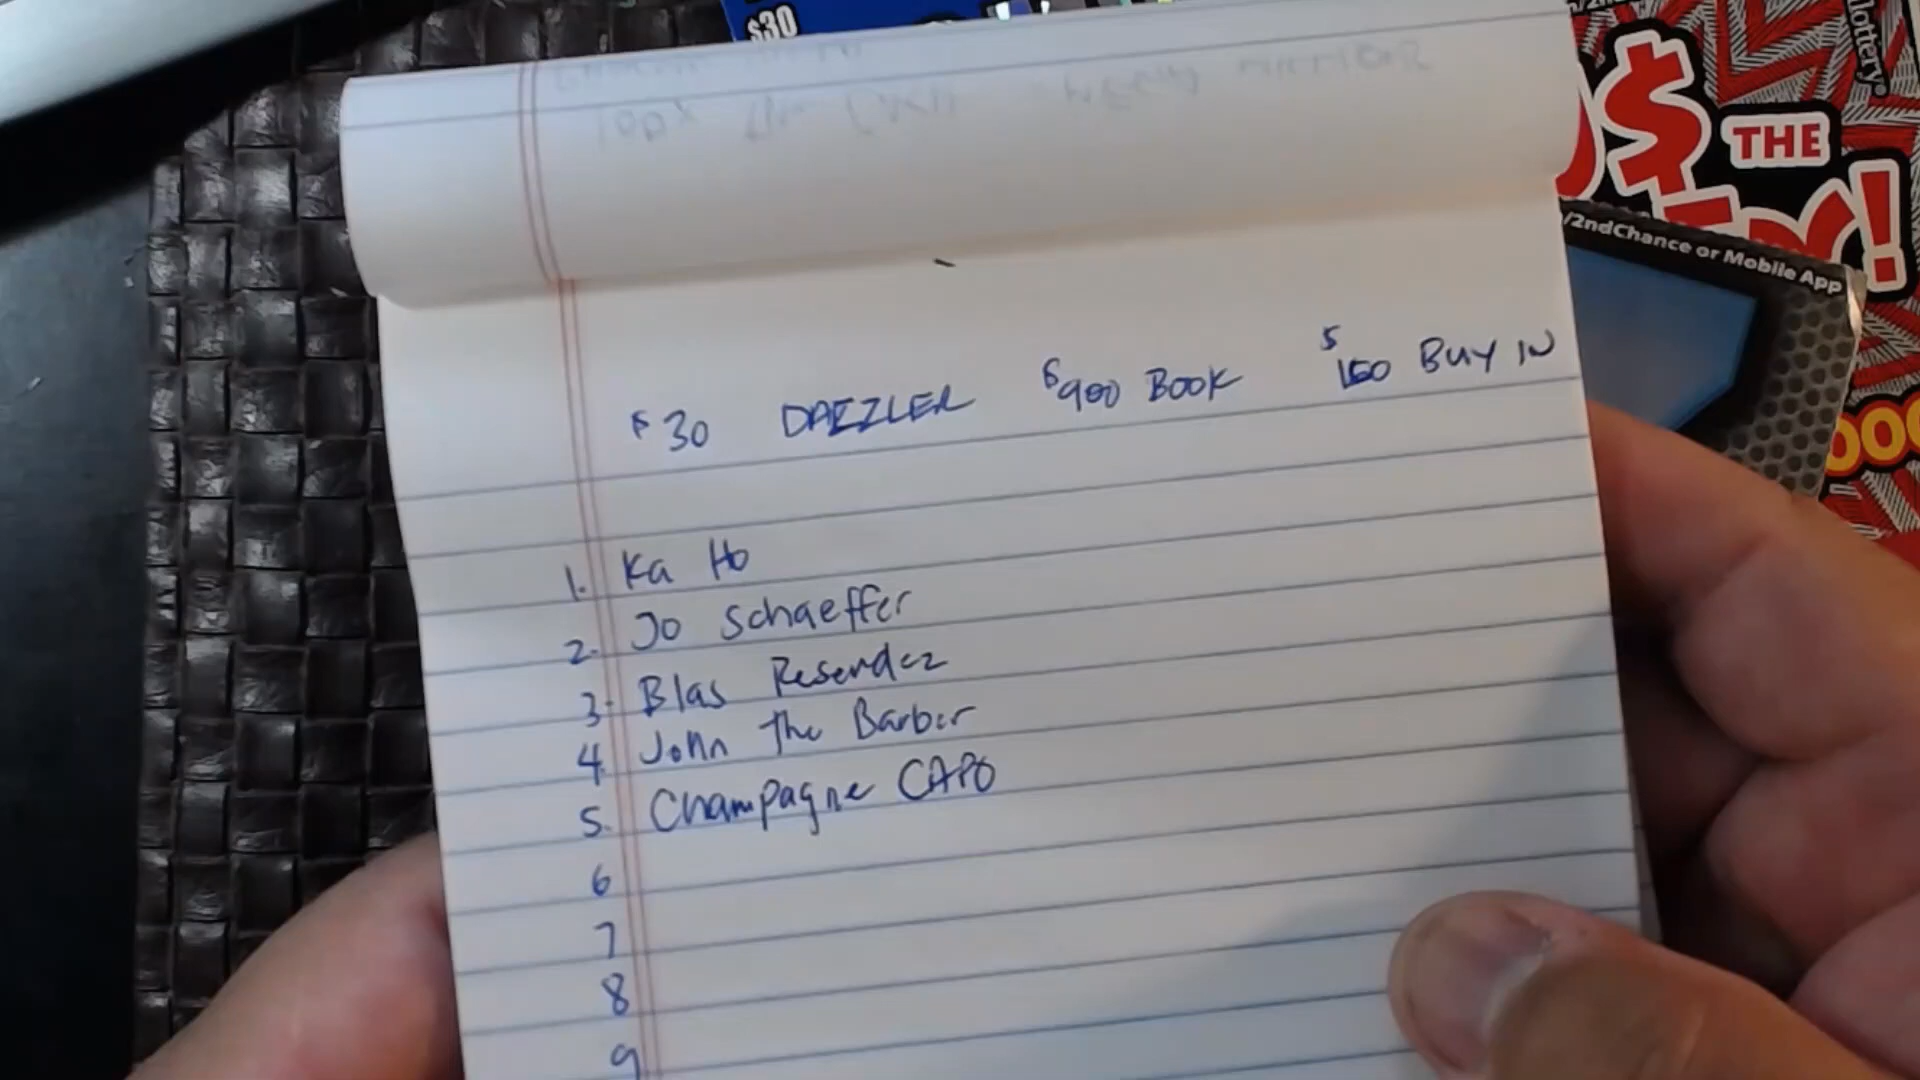 $30
$ THE
lottery®
/2ndChance or Mobile App
$30 DAZZLER $900 BOOK $150 BUY IN
1. Ka Ho
2. Jo Schaeffer
3. Blas Resendez
4. John The Barber
5. Champagne CAPO
6
7
8
9